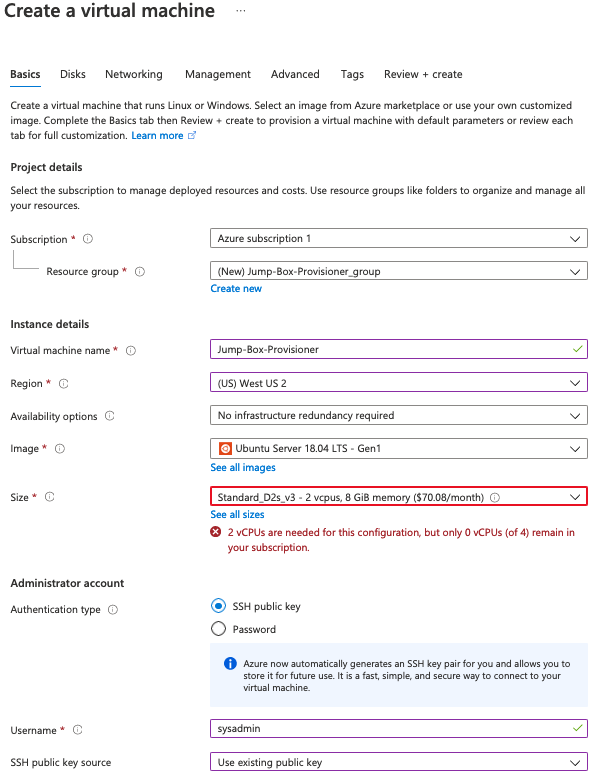 Create a virtual machine ...
Basics Disks Networking Management Advanced Tags Review + create
Create a virtual machine that runs Linux or Windows. Select an image from Azure marketplace or use your own customized
image. Complete the Basics tab then Review + create to provision a virtual machine with default parameters or review each
tab for full customization. Learn more
Project details
Select the subscription to manage deployed resources and costs. Use resource groups like folders to organize and manage all
your resources.
Subscription * Azure subscription 1
Resource group * (New) Jump-Box-Provisioner_group
Create new
Instance details
Virtual machine name * Jump-Box-Provisioner
Region * (US) West US 2
Availability options No infrastructure redundancy required
Image * Ubuntu Server 18.04 LTS - Gen1
See all images
Size * Standard_D2s_v3 - 2 vcpus, 8 GiB memory ($70.08/month)
See all sizes
2 vCPUs are needed for this configuration, but only 0 vCPUs (of 4) remain in
your subscription.
Administrator account
Authentication type SSH public key
Password
Azure now automatically generates an SSH key pair for you and allows you to
store it for future use. It is a fast, simple, and secure way to connect to your
virtual machine.
Username * sysadmin
SSH public key source Use existing public key